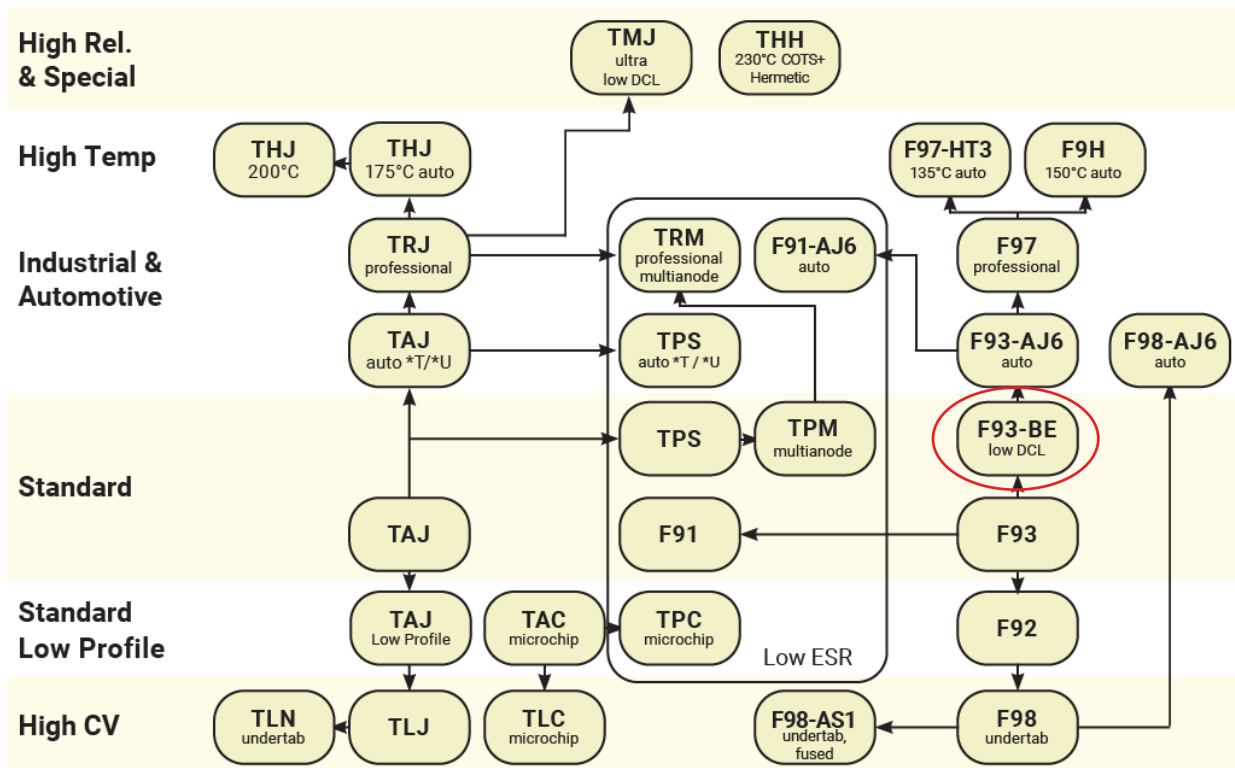 High Rel.
& Special
TMJ
ultra
low DCL
THH
230°C COTS+
Hermetic
High Temp
THJ
200°C
THJ
175°C auto
F97-HT3
135°C auto
F9H
150°C auto
Industrial &
Automotive
TRJ
professional
TRM
professional
multianode
F91-AJ6
auto
F97
professional
TAJ
auto *T/*U
TPS
auto *T / *U
F93-AJ6
auto
F98-AJ6
auto
Standard
TPS
TPM
multianode
F93-BE
low DCL
TAJ
F91
F93
Standard
Low Profile
TAJ
Low Profile
TAC
microchip
TPC
microchip
Low ESR
F92
High CV
TLN
undertab
TLJ
TLC
microchip
F98-AS1
undertab,
fused
F98
undertab